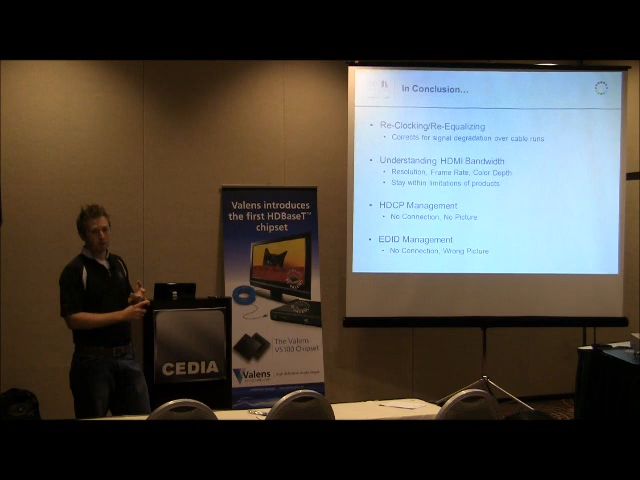 In Conclusion...
• Re-Clocking/Re-Equalizing
• Corrects for signal degradation over cable runs
• Understanding HDMI Bandwidth
• Resolution, Frame Rate, Color Depth
• Stay within limitations of products
• HDCP Management
• No Connection, No Picture
• EDID Management
• No Connection, Wrong Picture
Valens introduces
the first HDBaseT™
chipset
The Valens
VS100 Chipset
Valens
CEDIA